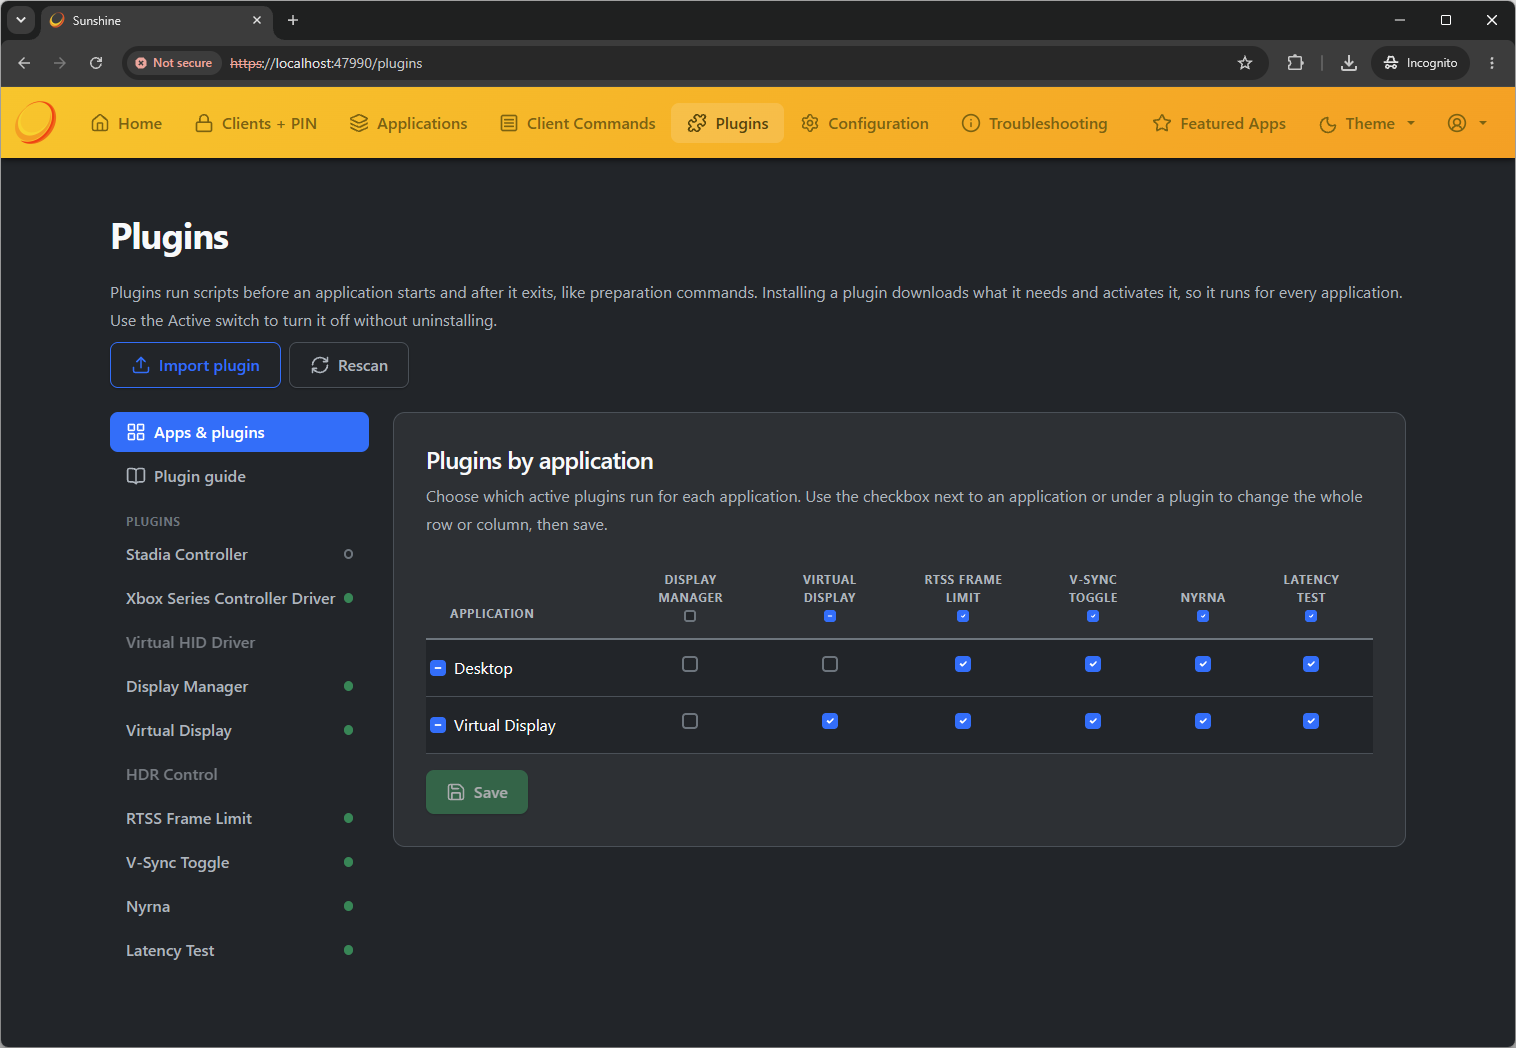 Sunshine
Not secure https://localhost:47990/plugins Incognito
Home Clients + PIN Applications Client Commands Plugins Configuration Troubleshooting Featured Apps Theme
Plugins
Plugins run scripts before an application starts and after it exits, like preparation commands. Installing a plugin downloads what it needs and activates it, so it runs for every application.
Use the Active switch to turn it off without uninstalling.
Import plugin Rescan
Apps & plugins
Plugin guide
PLUGINS
Stadia Controller
Xbox Series Controller Driver
Virtual HID Driver
Display Manager
Virtual Display
HDR Control
RTSS Frame Limit
V-Sync Toggle
Nyrna
Latency Test
Plugins by application
Choose which active plugins run for each application. Use the checkbox next to an application or under a plugin to change the whole
row or column, then save.
DISPLAY VIRTUAL RTSS FRAME V-SYNC LATENCY
MANAGER DISPLAY LIMIT TOGGLE NYRNA TEST
APPLICATION
Desktop
Virtual Display
Save